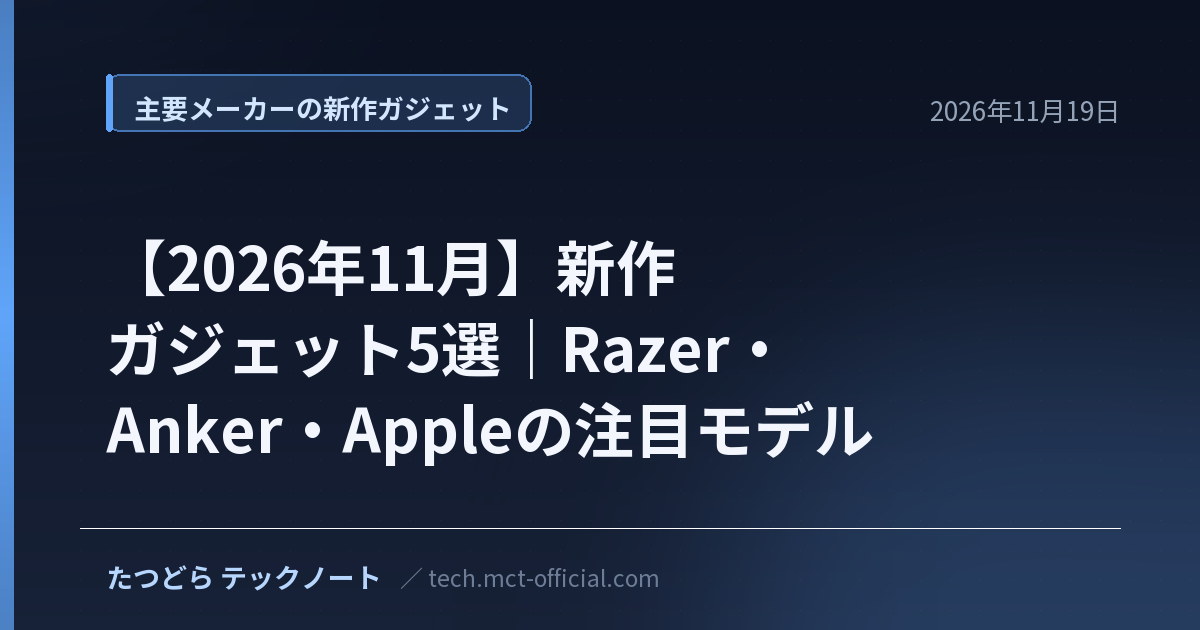 主要メーカーの新作ガジェット
2026年11月19日
【2026年11月】新作
ガジェット5選｜Razer・
Anker・Appleの注目モデル
たつどら テックノート ／ tech.mct-official.com